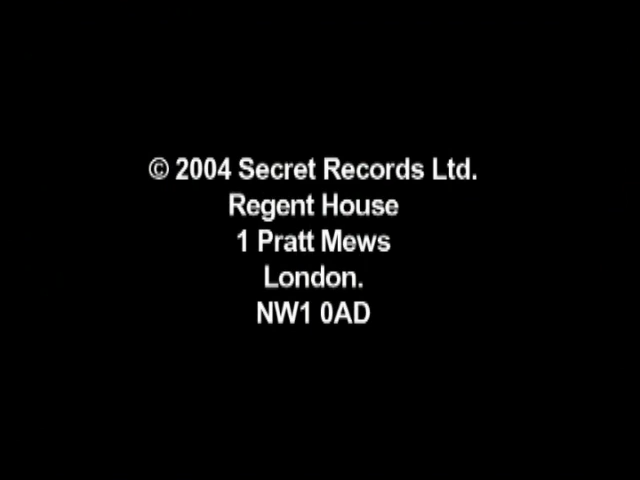 © 2004 Secret Records Ltd.
Regent House
1 Pratt Mews
London.
NW1 0AD